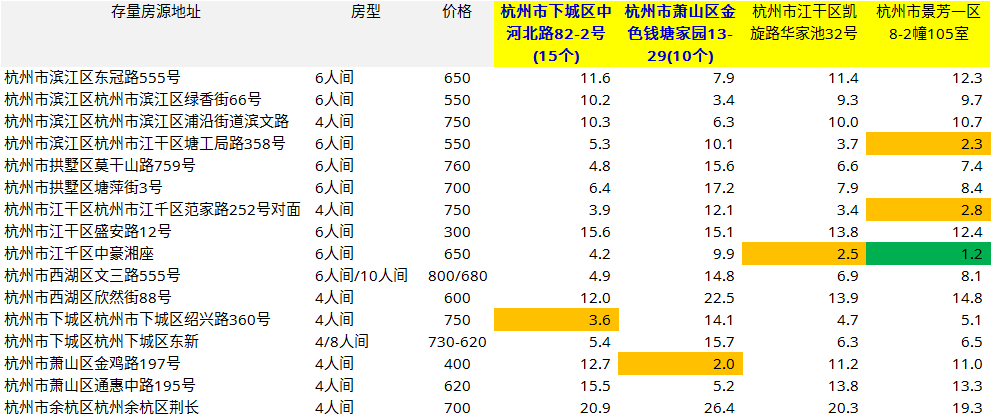 存量房源地址 房型 价格 杭州市下城区中 杭州市萧山区金 杭州市江干区凯 杭州市景芳一区
河北路82-2号 色钱塘家园13- 旋路华家池32号 8-2幢105室
(15个) 29(10个)
杭州市滨江区东冠路555号 6人间 650 11.6 7.9 11.4 12.3
杭州市滨江区杭州市滨江区绿香街66号 6人间 550 10.2 3.4 9.3 9.7
杭州市滨江区杭州市滨江区浦沿街道滨文路 4人间 750 10.3 6.3 10.0 10.7
杭州市滨江区杭州市江干区塘工局路358号 6人间 550 5.3 10.1 3.7 2.3
杭州市拱墅区莫干山路759号 6人间 760 4.8 15.6 6.6 7.4
杭州市拱墅区塘萍街3号 6人间 700 6.4 17.2 7.9 8.4
杭州市江干区杭州市江千区范家路252号对面 4人间 750 3.9 12.1 3.4 2.8
杭州市江干区盛安路12号 6人间 300 15.6 15.1 13.8 12.4
杭州市江千区中豪湘座 6人间 650 4.2 9.9 2.5 1.2
杭州市西湖区文三路555号 6人间/10人间 800/680 4.9 14.8 6.9 8.1
杭州市西湖区欣然街88号 4人间 600 12.0 22.5 13.9 14.8
杭州市下城区杭州市下城区绍兴路360号 4人间 750 3.6 14.1 4.7 5.1
杭州市下城区杭州下城区东新 4/8人间 730-620 5.4 15.7 6.3 6.5
杭州市萧山区金鸡路197号 4人间 400 12.7 2.0 11.2 11.0
杭州市萧山区通惠中路195号 4人间 620 15.5 5.2 13.8 13.3
杭州市余杭区杭州余杭区荆长 4人间 700 20.9 26.4 20.3 19.3